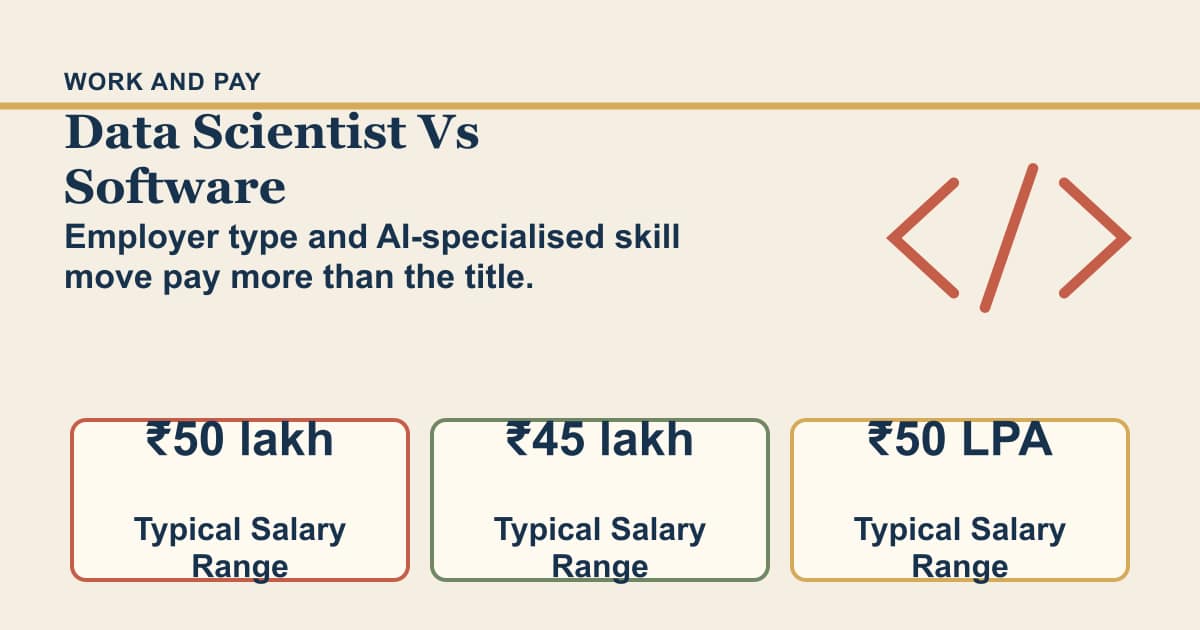 WORK AND PAY
Data Scientist Vs
Software
Employer type and AI-specialised skill
move pay more than the title.
₹50 lakh
Typical Salary
Range
₹45 lakh
Typical Salary
Range
₹50 LPA
Typical Salary
Range